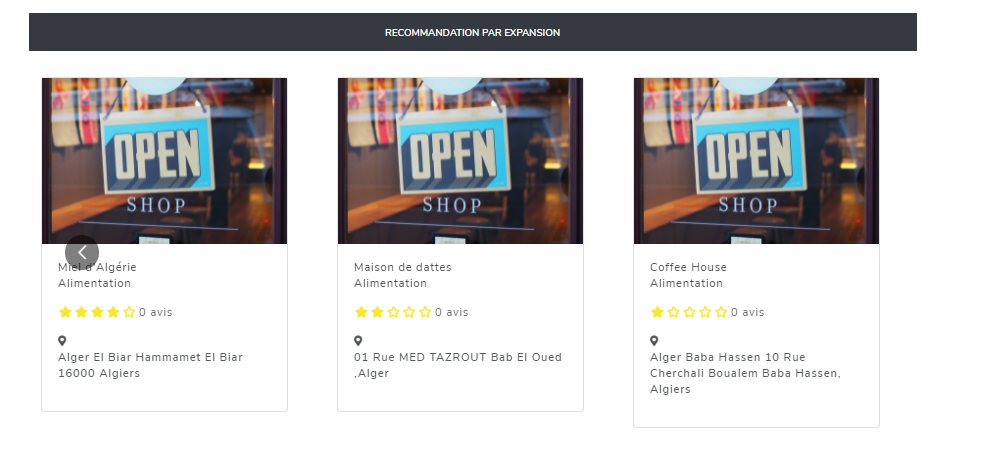 RECOMMANDATION PAR EXPANSION
OPEN
SHOP
Miel d'Algérie
Alimentation
0 avis
Alger El Biar Hammamet El Biar
16000 Algiers
OPEN
SHOP
Maison de dattes
Alimentation
0 avis
01 Rue MED TAZROUT Bab El Oued
,Alger
OPEN
SHOP
Coffee House
Alimentation
0 avis
Alger Baba Hassen 10 Rue
Cherchali Boualem Baba Hassen,
Algiers